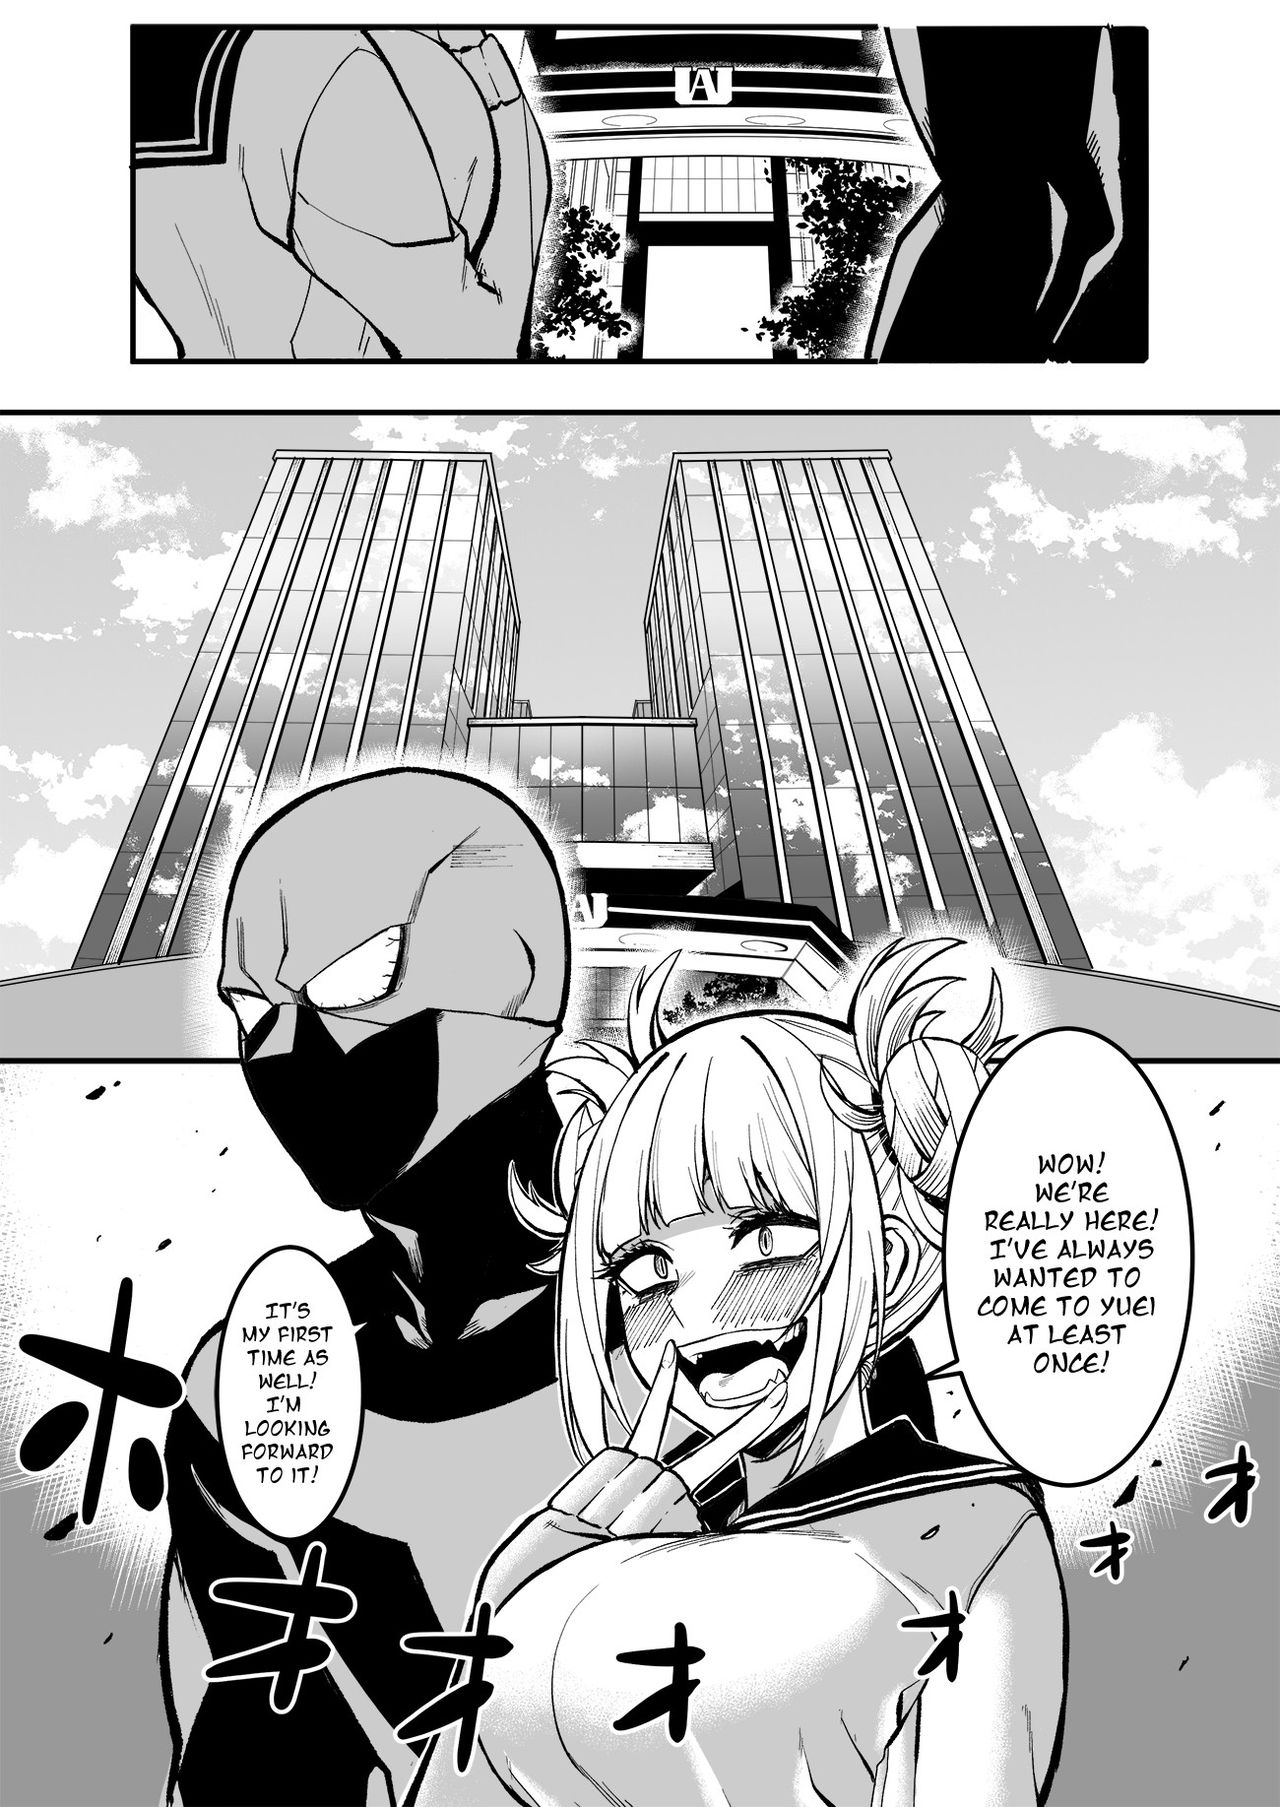 UA
UA
WOW!
WE'RE
REALLY HERE!
I'VE ALWAYS
WANTED TO
COME TO YUEI
AT LEAST
ONCE!
IT'S
MY FIRST
TIME AS
WELL!
I'M
LOOKING
FORWARD
TO IT!
ホオオオオオオ